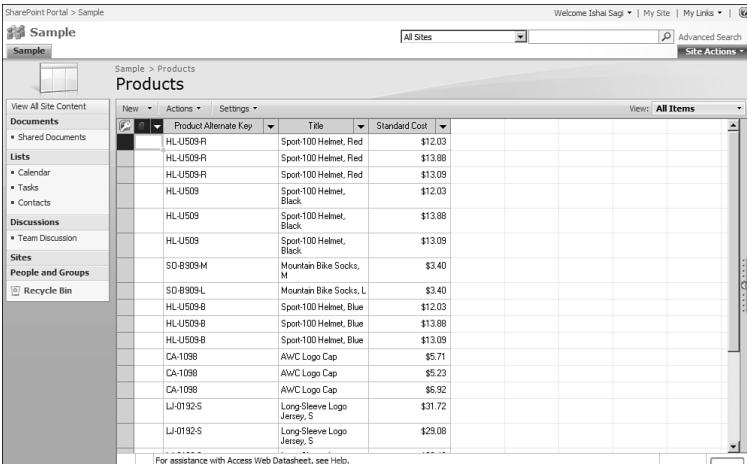 SharePoint Portal > Sample
Welcome Ishai Sagi
My Site
My Links
Sample
All Sites
Advanced Search
Sample
Site Actions
Sample > Products
Products
View All Site Content
Documents
Shared Documents
Lists
Calendar
Tasks
Contacts
Discussions
Team Discussion
Sites
People and Groups
Recycle Bin
New Actions Settings View: All Items
Product Alternate Key Title Standard Cost
HL-U509-R Sport-100 Helmet, Red $12.03
HL-U509-R Sport-100 Helmet, Red $13.88
HL-U509-R Sport-100 Helmet, Red $13.09
HL-U509 Sport-100 Helmet, $12.03
Black
HL-U509 Sport-100 Helmet, $13.88
Black
HL-U509 Sport-100 Helmet, $13.09
Black
SO-B909-M Mountain Bike Socks, $3.40
M
SO-B909-L Mountain Bike Socks, L $3.40
HL-U509-B Sport-100 Helmet, Blue $12.03
HL-U509-B Sport-100 Helmet, Blue $13.88
HL-U509-B Sport-100 Helmet, Blue $13.09
CA-1098 AWC Logo Cap $5.71
CA-1098 AWC Logo Cap $5.23
CA-1098 AWC Logo Cap $6.92
LJ-0192-S Long-Sleeve Logo $31.72
Jersey, S
LJ-0192-S Long-Sleeve Logo $29.08
Jersey, S
For assistance with Access Web Datasheet, see Help.